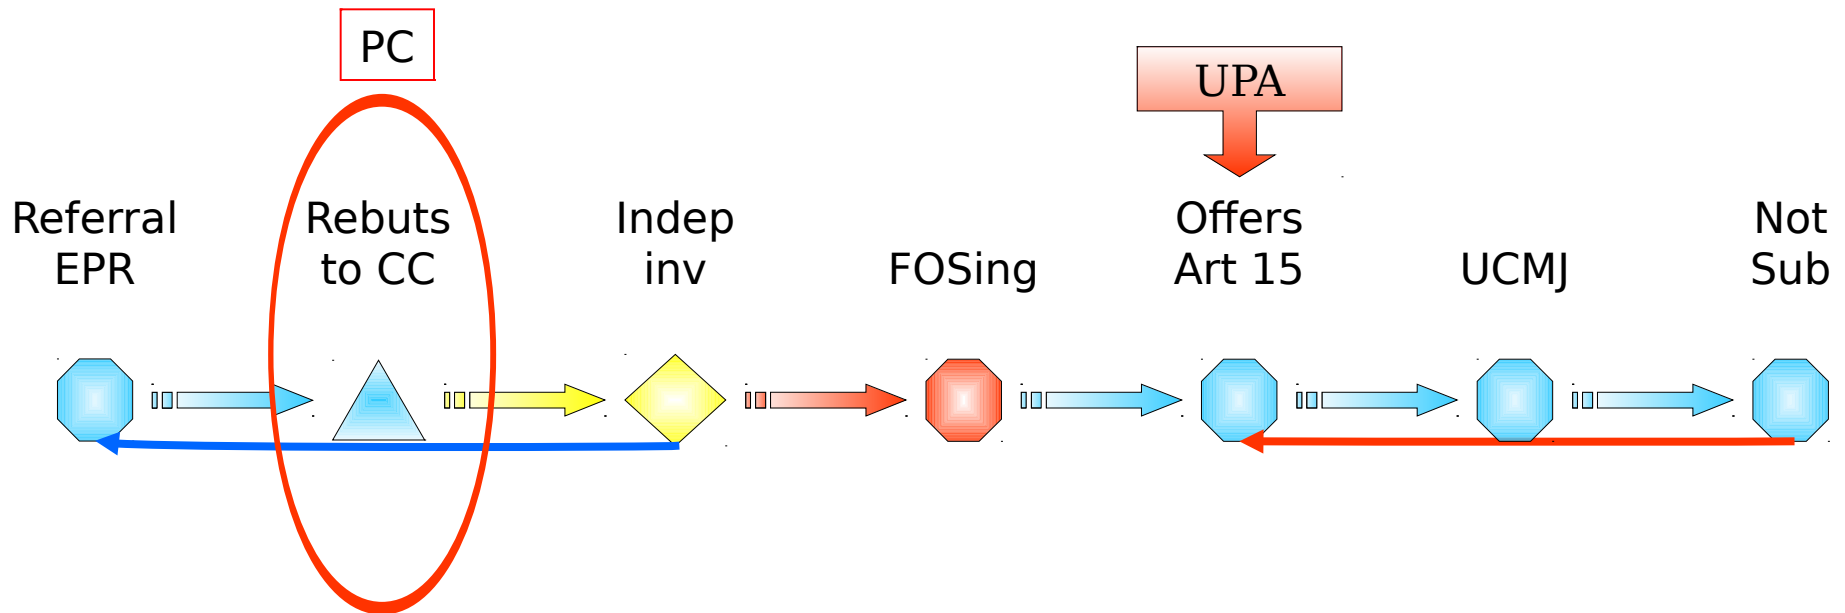 PC
UPA
Referral
EPR
Rebuts
to CC
Indep
inv
FOSing
Offers
Art 15
UCMJ
Not
Sub